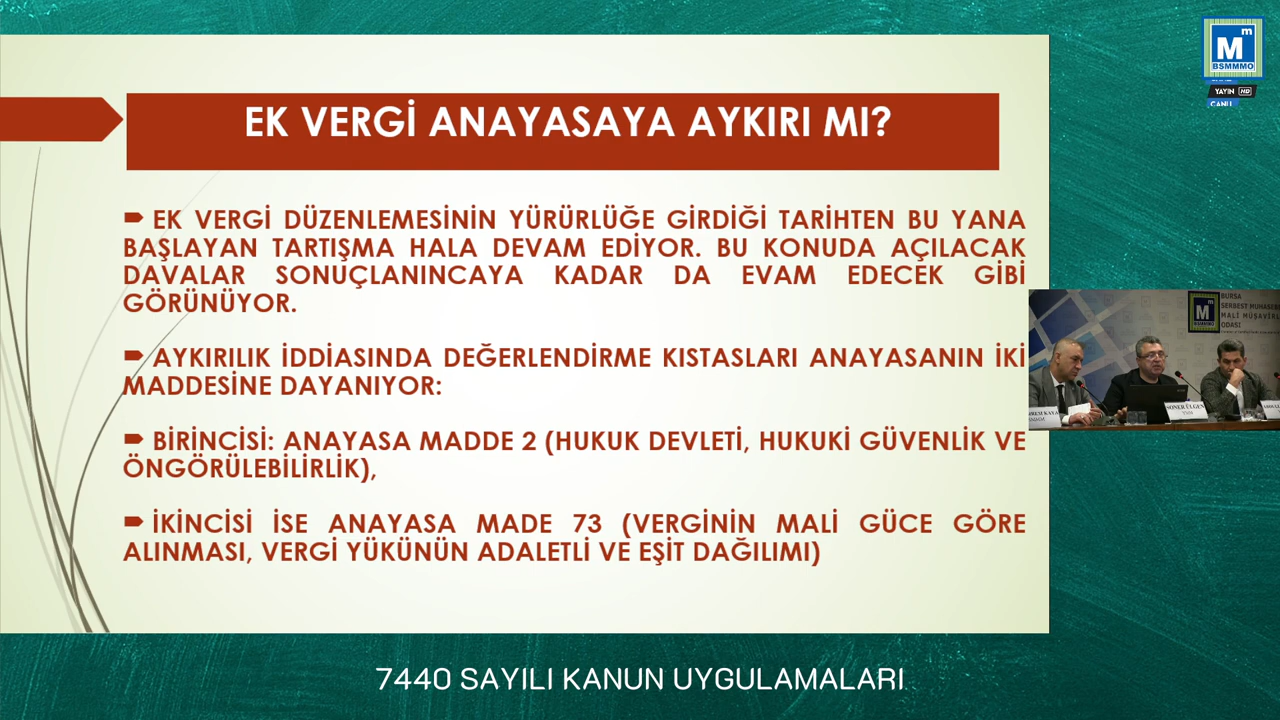 EK VERGİ ANAYASAYA AYKIRI MI?
EK VERGİ DÜZENLEMESİNİN YÜRÜRLÜĞE GİRDİĞİ TARİHTEN BU YANA
BAŞLAYAN TARTIŞMA HALA DEVAM EDİYOR. BU KONUDA AÇILACAK
DAVALAR SONUÇLANINCAYA KADAR DA EVAM EDECEK GİBİ
GÖRÜNÜYOR.
AYKIRILIK İDDİASINDA DEĞERLENDİRME KISTASLARI ANAYASANIN İKİ
MADDESİNE DAYANIYOR:
BİRİNCİSİ: ANAYASA MADDE 2 (HUKUK DEVLETİ, HUKUKİ GÜVENLİK VE
ÖNGÖRÜLEBİLİRLİK),
İKİNCİSİ İSE ANAYASA MADE 73 (VERGİNİN MALİ GÜCE GÖRE
ALINMASI, VERGİ YÜKÜNÜN ADALETLİ VE EŞİT DAĞILIMI)
Mm
BSMMMO
YAYIN HD
CANLI
BURSA
SERBEST MUHASEB
MALİ MÜŞAVİRL
ODASI
SONER ÜLGEN
7440 SAYILI KANUN UYGULAMALARI